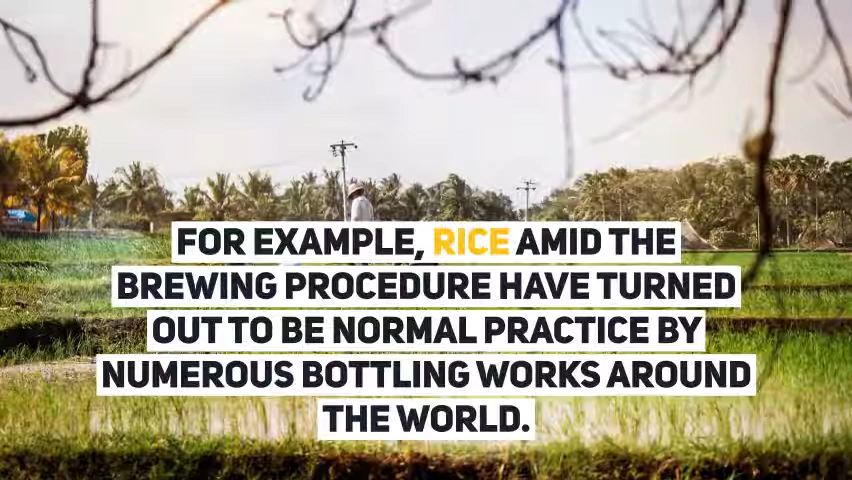 FOR EXAMPLE, RICE AMID THE
BREWING PROCEDURE HAVE TURNED
OUT TO BE NORMAL PRACTICE BY
NUMEROUS BOTTLING WORKS AROUND
THE WORLD.